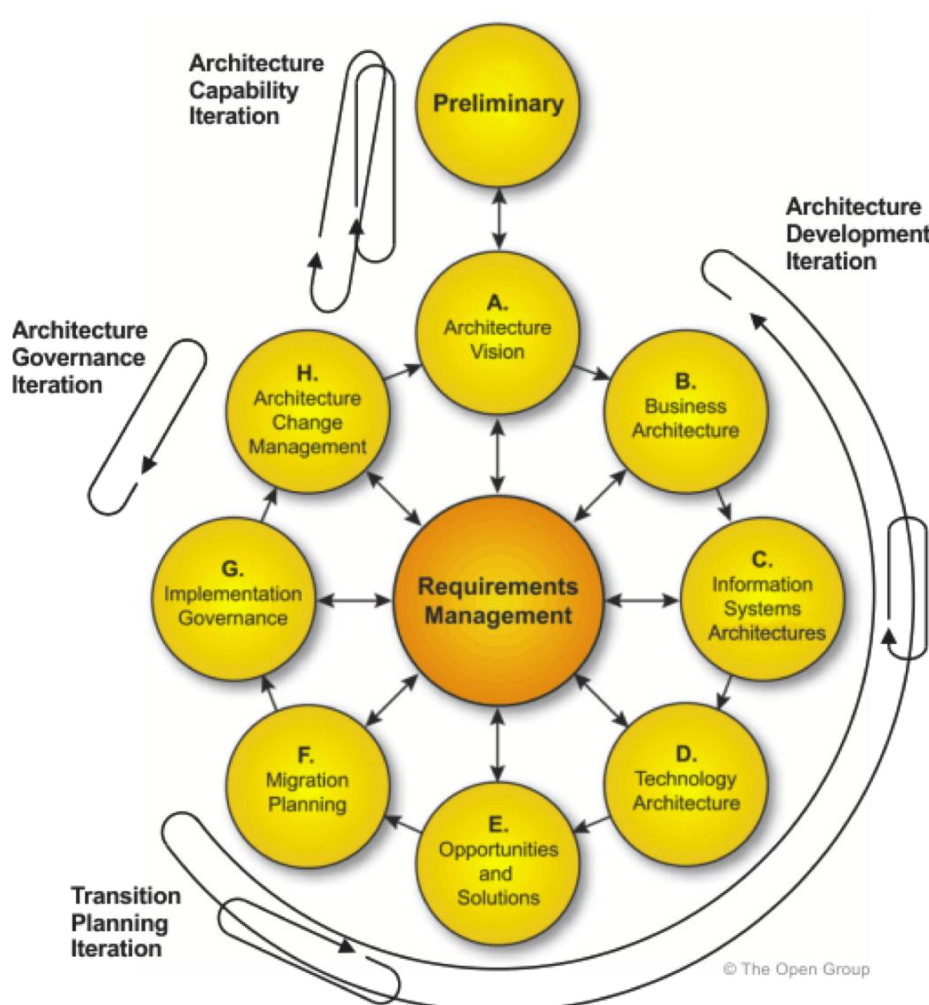 Architecture
Capability
Iteration
Preliminary
Architecture
Development
Iteration
Architecture
Governance
Iteration
A.
Architecture
Vision
H.
Architecture
Change
Management
B.
Business
Architecture
Requirements
Management
G.
Implementation
Governance
C.
Information
Systems
Architectures
F.
Migration
Planning
D.
Technology
Architecture
E.
Opportunities
and
Solutions
Transition
Planning
Iteration
© The Open Group